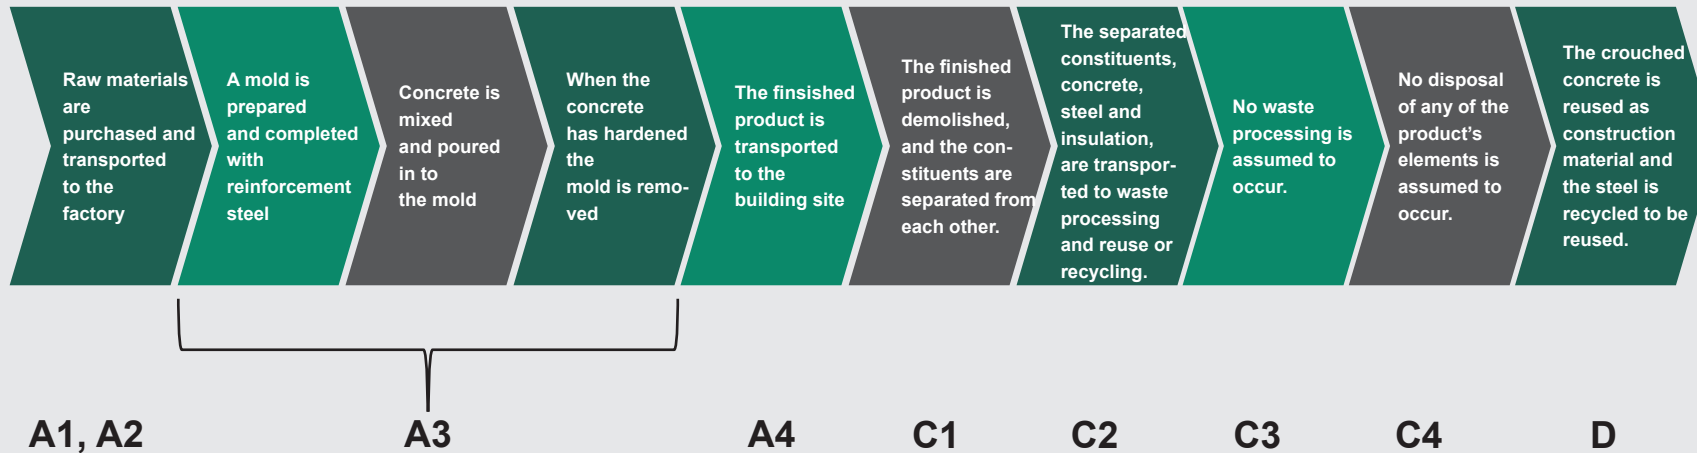 Raw materials
are
purchased and
transported
to the
factory
A mold is
prepared
and completed
with
reinforcement
steel
Concrete is
mixed
and poured
in to
the mold
When the
concrete
has hardened
the
mold is remo-
ved
The finsished
product is
transported
to the
building site
The finished
product is
demolished,
and the con-
stituents are
separated from
each other.
The separated
constituents,
concrete,
steel and
insulation,
are transpor-
ted to waste
processing
and reuse or
recycling.
No waste
processing is
assumed to
occur.
No disposal
of any of the
product’s
elements is
assumed to
occur.
The crouched
concrete is
reused as
construction
material and
the steel is
recycled to be
reused.
A1, A2
A3
A4
C1
C2
C3
C4
D